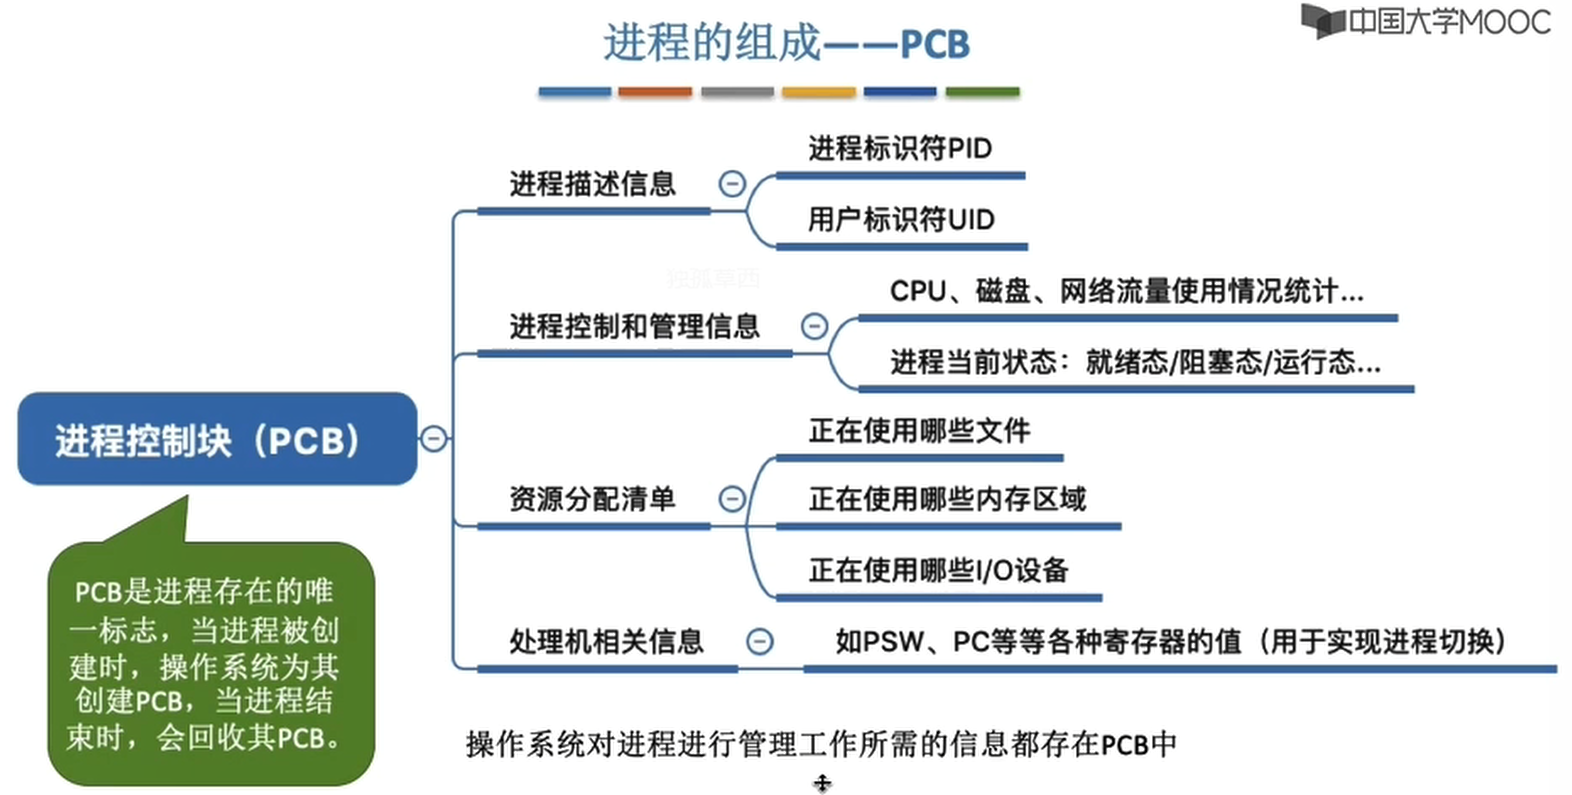 中国大学MOOC
进程的组成——PCB
进程描述信息
进程标识符PID
用户标识符UID
独孤草西
进程控制和管理信息
CPU、磁盘、网络流量使用情况统计...
进程当前状态：就绪态/阻塞态/运行态...
进程控制块（PCB）
资源分配清单
正在使用哪些文件
正在使用哪些内存区域
正在使用哪些I/O设备
处理机相关信息
如PSW、PC等等各种寄存器的值（用于实现进程切换）
PCB是进程存在的唯
一标志，当进程被创
建时，操作系统为其
创建PCB，当进程结
束时，会回收其PCB。
操作系统对进程进行管理工作所需的信息都存在PCB中